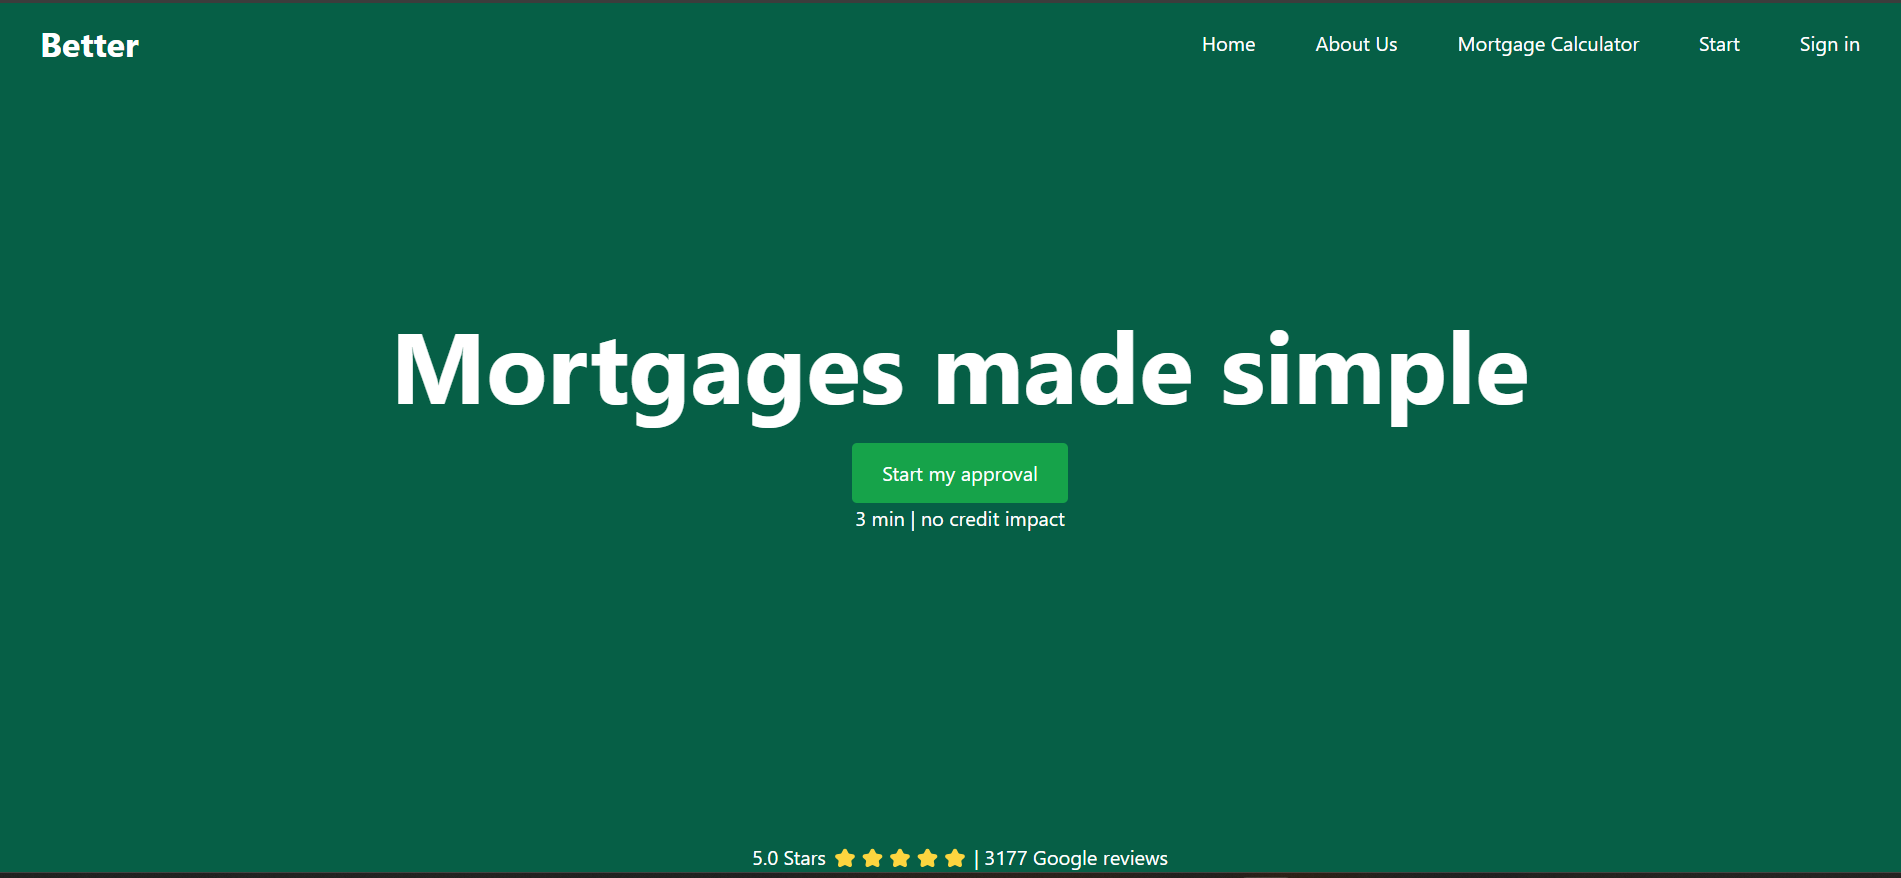 Better
Home About Us Mortgage Calculator Start Sign in
Mortgages made simple
Start my approval
3 min | no credit impact
5.0 Stars | 3177 Google reviews